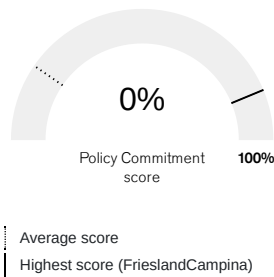 0%
Policy Commitment
score
100%
Average score
Highest score (FrieslandCampina)